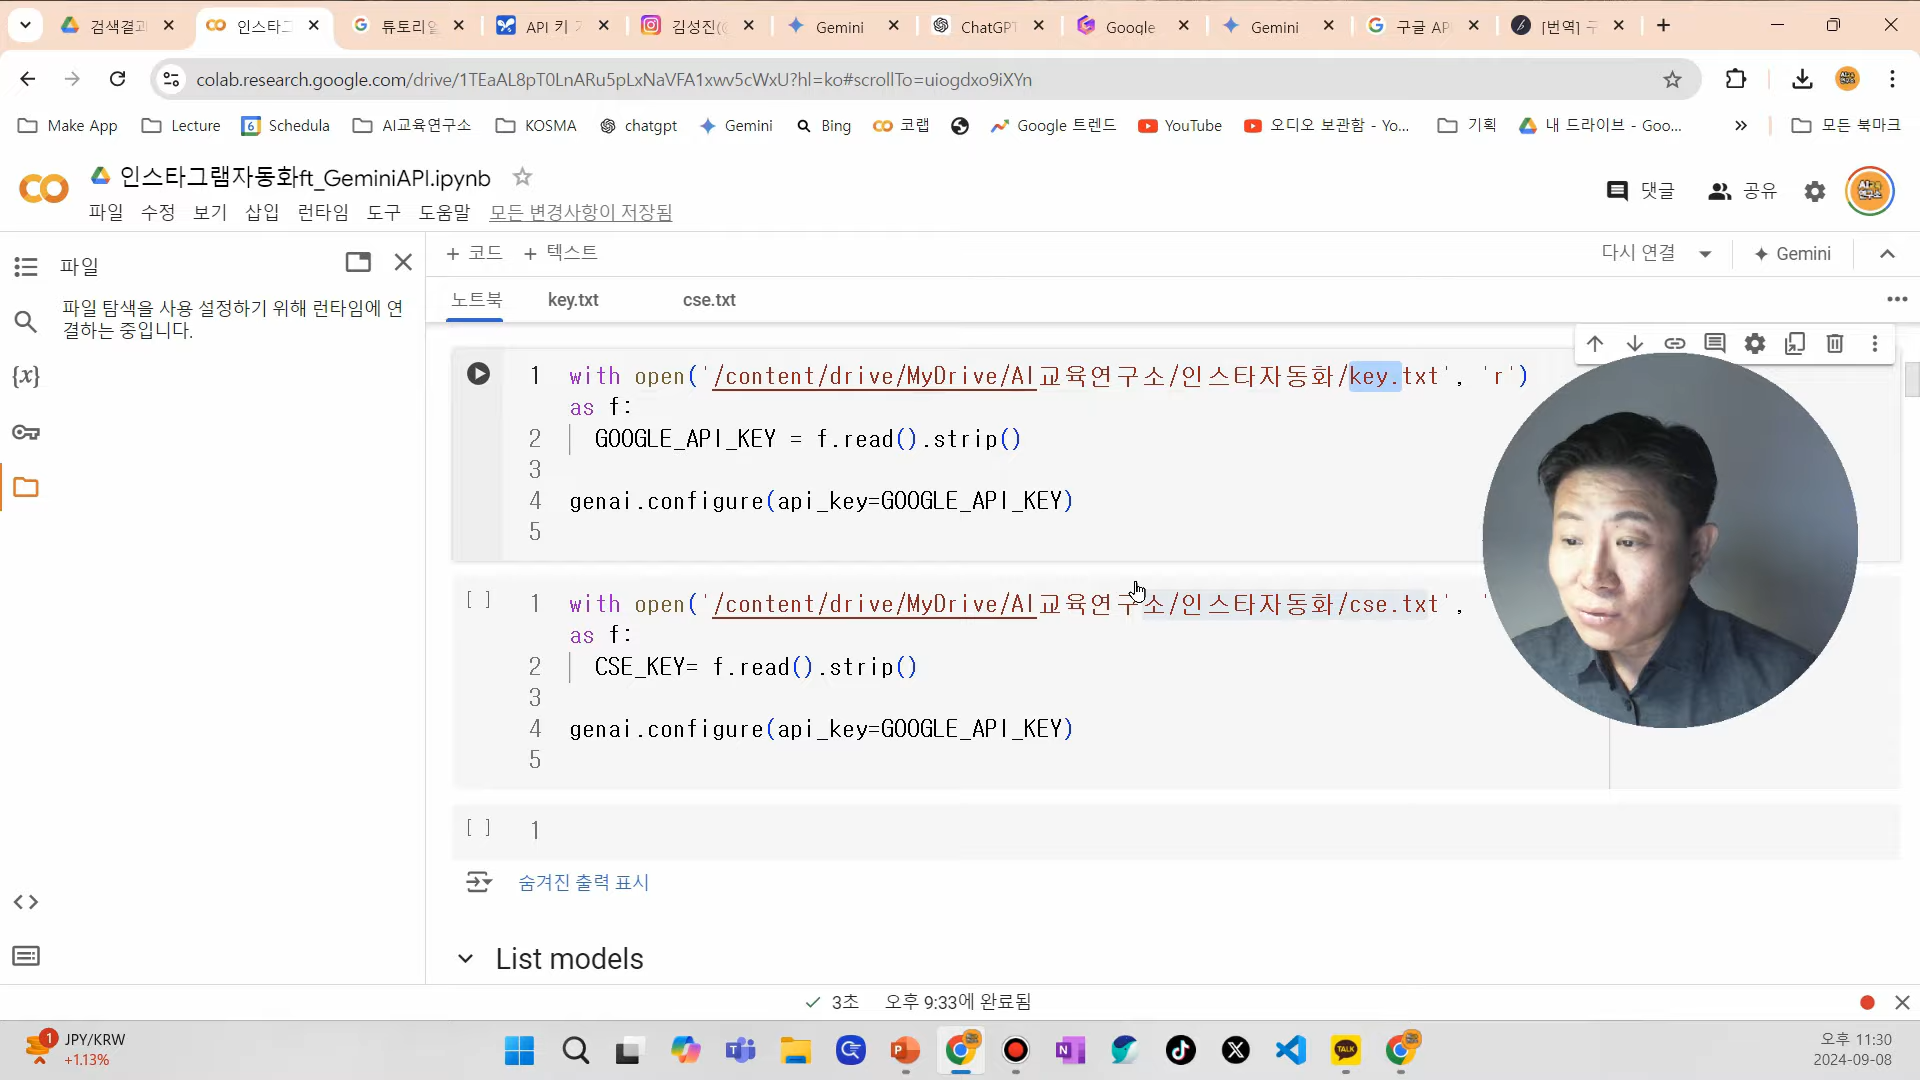 검색결과
인스타그
튜토리얼
API 키 기
김성진(@
Gemini
ChatGPT
Google
Gemini
구글 AP
[번역] 구
colab.research.google.com/drive/1TEaAL8pT0LnARu5pLxNaVFA1xwv5cWxU?hl=ko#scrollTo=uiogdxo9iXYn
Make App
Lecture
Schedula
AI교육연구소
KOSMA
chatgpt
Gemini
Bing
코랩
Google 트렌드
YouTube
오디오 보관함 - Yo...
기획
내 드라이브 - Goo...
모든 북마크
인스타그램자동화ft_GeminiAPI.ipynb
파일 수정 보기 삽입 런타임 도구 도움말 모든 변경사항이 저장됨
댓글
공유
파일
파일 탐색을 사용 설정하기 위해 런타임에 연
결하는 중입니다.
+ 코드 + 텍스트
다시 연결
Gemini
노트북
key.txt
cse.txt
1 with open('/content/drive/MyDrive/AI교육연구소/인스타자동화/key.txt', 'r')
as f:
2 GOOGLE_API_KEY = f.read().strip()
3
4 genai.configure(api_key=GOOGLE_API_KEY)
5
[ ] 1 with open('/content/drive/MyDrive/AI교육연구소/인스타자동화/cse.txt', '
as f:
2 CSE_KEY= f.read().strip()
3
4 genai.configure(api_key=GOOGLE_API_KEY)
5
[ ] 1
숨겨진 출력 표시
List models
3초 오후 9:33에 완료됨
1
JPY/KRW
+1.13%
TALK
오후 11:30
2024-09-08